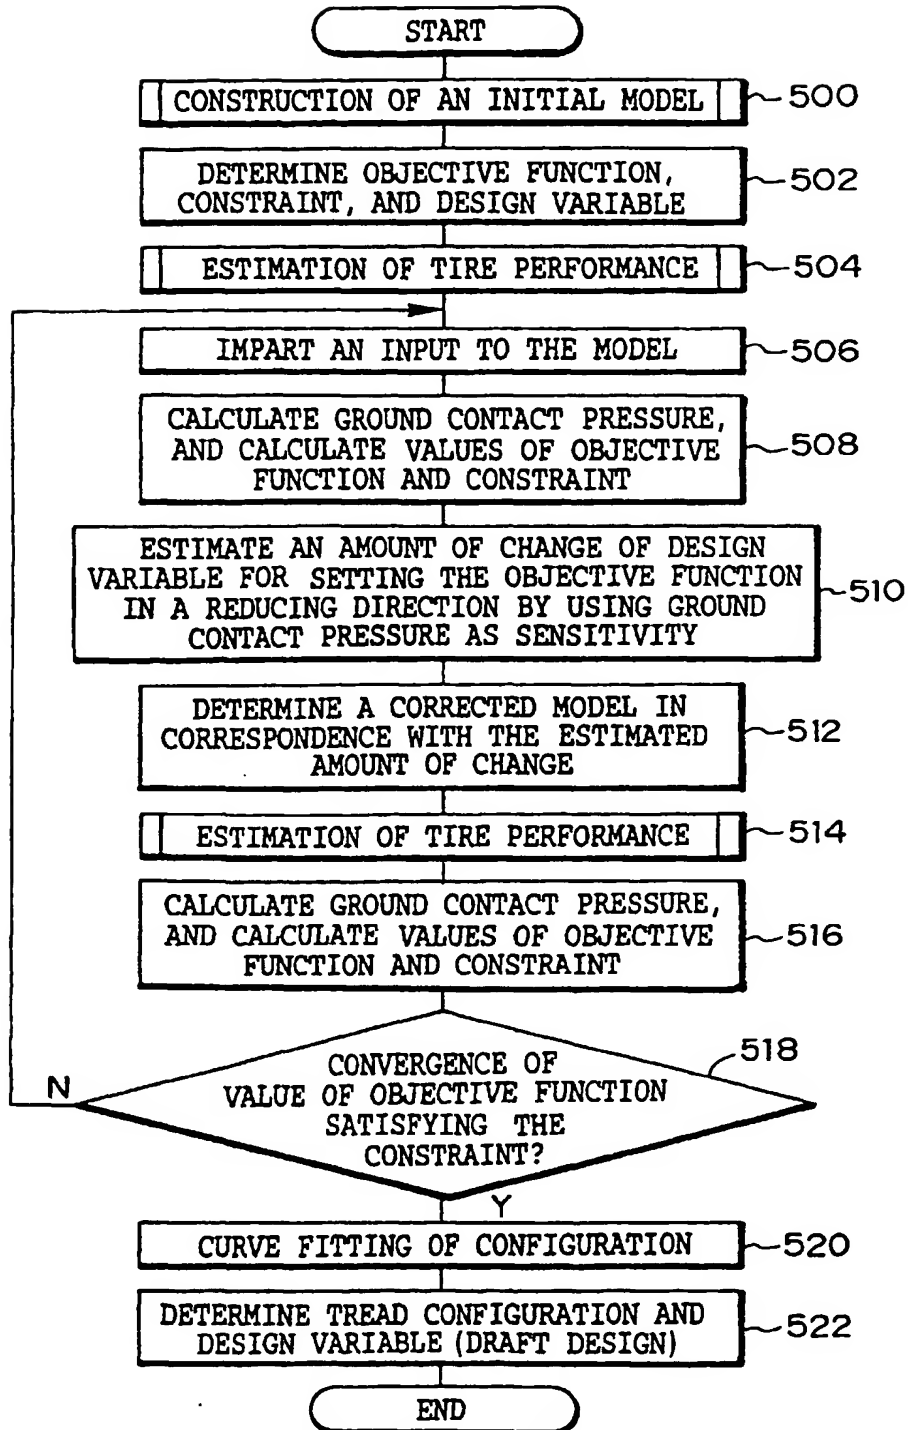 START
CONSTRUCTION OF AN INITIAL MODEL
500
DETERMINE OBJECTIVE FUNCTION,
CONSTRAINT, AND DESIGN VARIABLE
502
ESTIMATION OF TIRE PERFORMANCE
504
IMPART AN INPUT TO THE MODEL
506
CALCULATE GROUND CONTACT PRESSURE,
AND CALCULATE VALUES OF OBJECTIVE
FUNCTION AND CONSTRAINT
508
ESTIMATE AN AMOUNT OF CHANGE OF DESIGN
VARIABLE FOR SETTING THE OBJECTIVE FUNCTION
IN A REDUCING DIRECTION BY USING GROUND
CONTACT PRESSURE AS SENSITIVITY
510
DETERMINE A CORRECTED MODEL IN
CORRESPONDENCE WITH THE ESTIMATED
AMOUNT OF CHANGE
512
ESTIMATION OF TIRE PERFORMANCE
514
CALCULATE GROUND CONTACT PRESSURE,
AND CALCULATE VALUES OF OBJECTIVE
FUNCTION AND CONSTRAINT
516
CONVERGENCE OF
VALUE OF OBJECTIVE FUNCTION
SATISFYING THE
CONSTRAINT?
518
N
Y
CURVE FITTING OF CONFIGURATION
520
DETERMINE TREAD CONFIGURATION AND
DESIGN VARIABLE (DRAFT DESIGN)
522
END